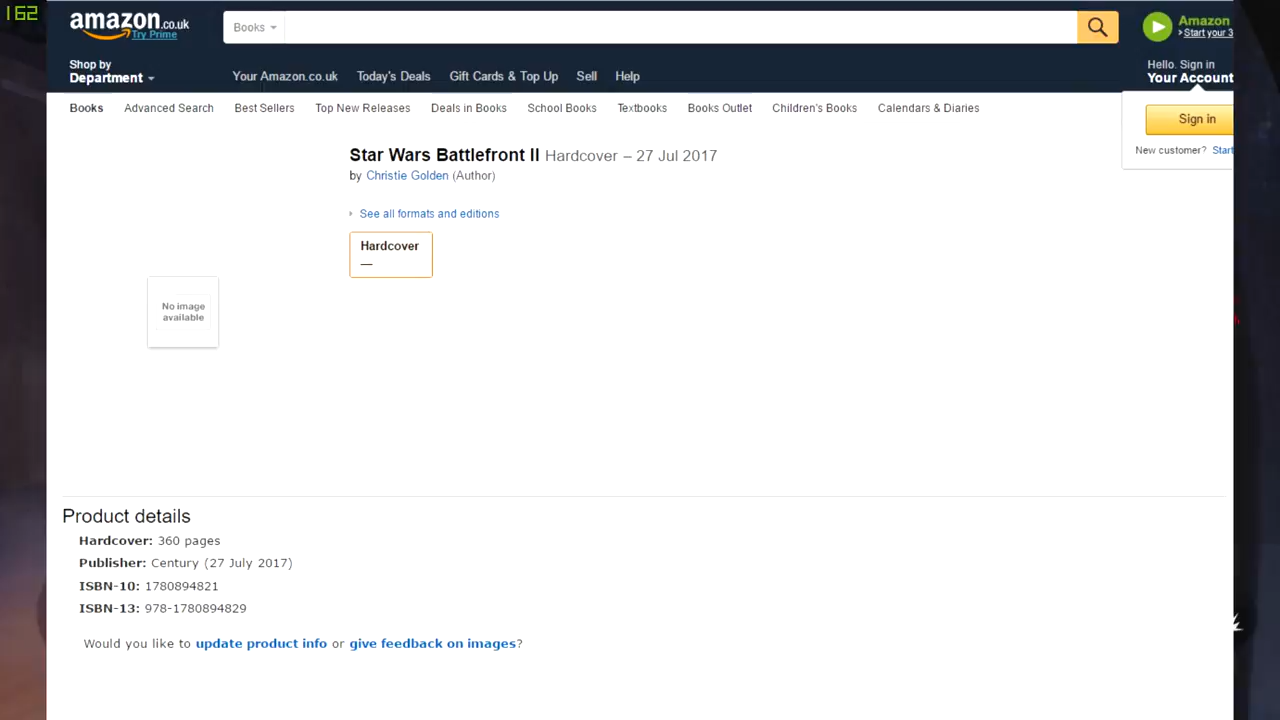 162
amazon.co.uk
Try Prime
Books
Amazon
Start your 3
Shop by
Department
Your Amazon.co.uk Today's Deals Gift Cards & Top Up Sell Help
Hello. Sign in
Your Account
Books Advanced Search Best Sellers Top New Releases Deals in Books School Books Textbooks Books Outlet Children's Books Calendars & Diaries
Sign in
New customer? Start
Star Wars Battlefront II Hardcover – 27 Jul 2017
by Christie Golden (Author)
See all formats and editions
Hardcover
—
No image
available
Product details
Hardcover: 360 pages
Publisher: Century (27 July 2017)
ISBN-10: 1780894821
ISBN-13: 978-1780894829
Would you like to update product info or give feedback on images?